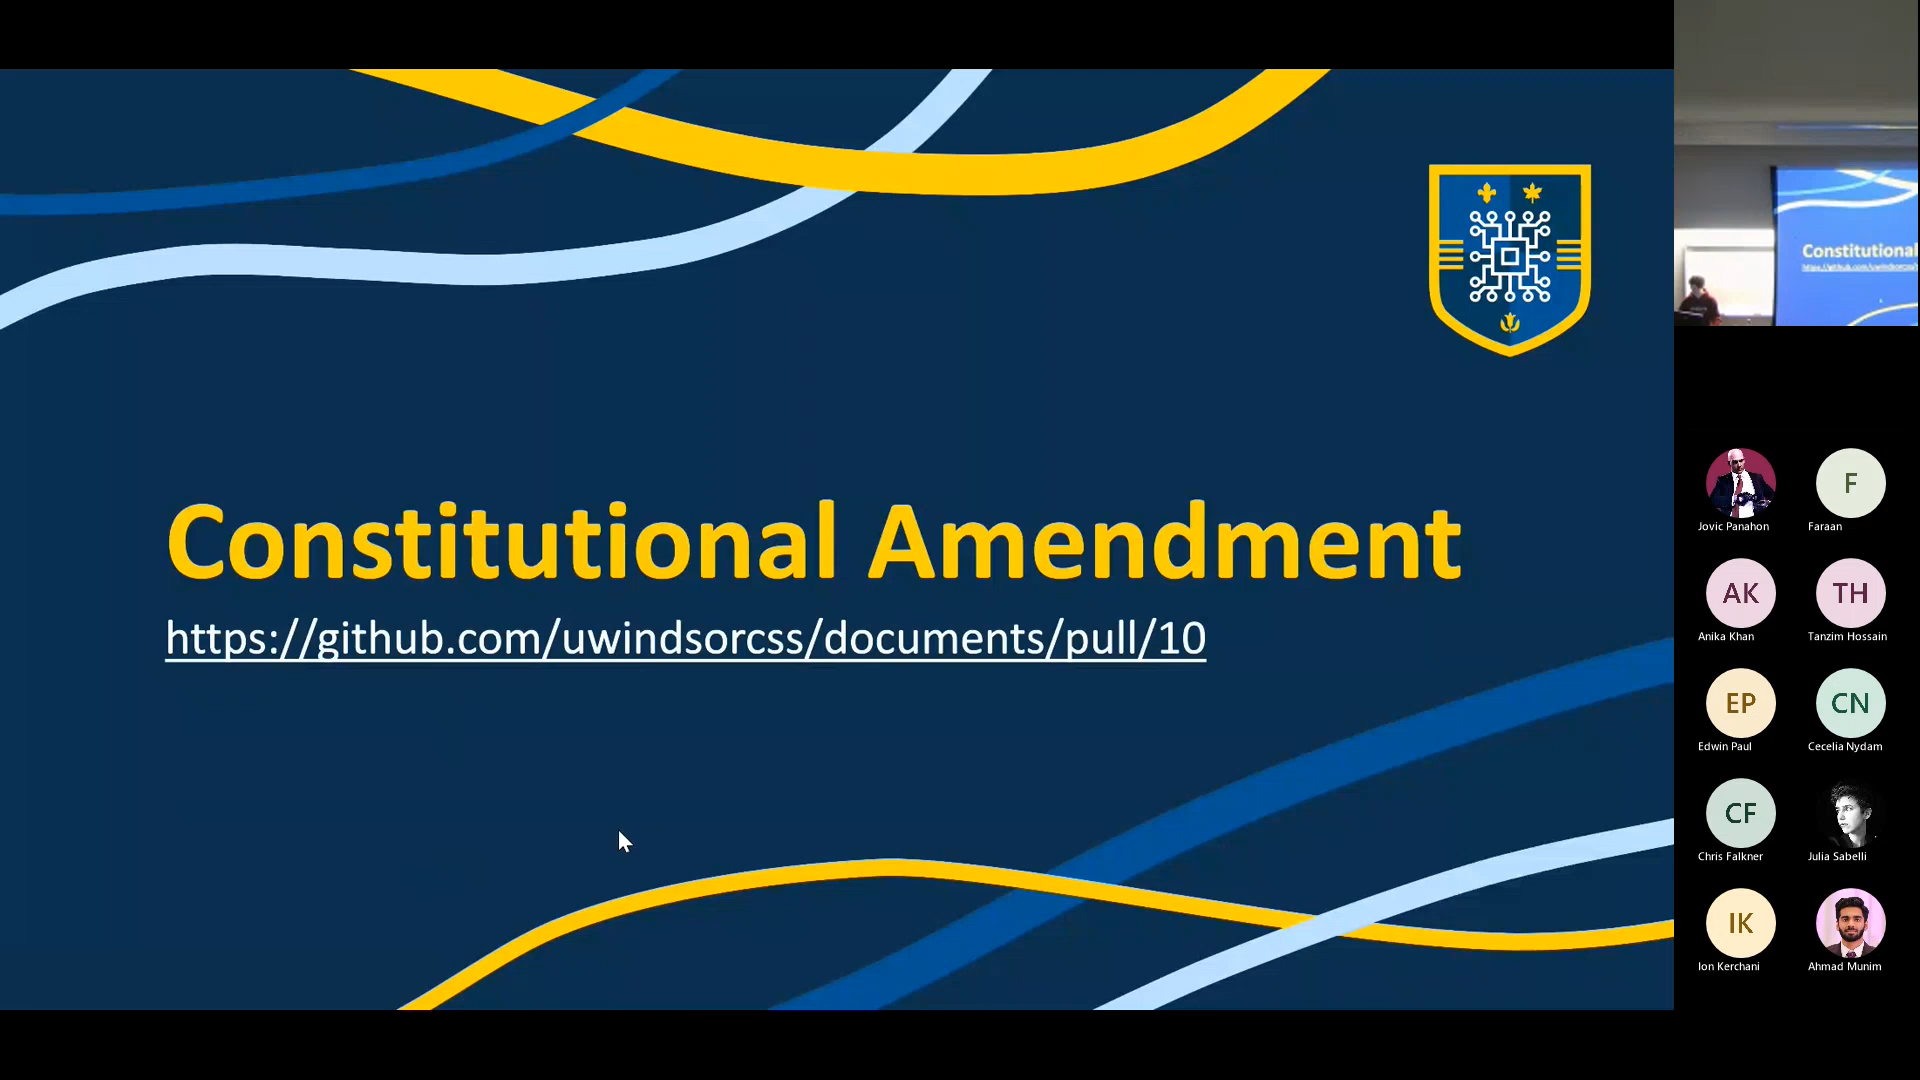 Constitutional Amendment
https://github.com/uwindsorcss/documents/pull/10
Constitutional
Jovic Panahon
F
Faraan
AK
Anika Khan
TH
Tanzim Hossain
EP
Edwin Paul
CN
Cecelia Nydam
CF
Chris Falkner
Julia Sabelli
IK
Ion Kerchani
Ahmad Munim